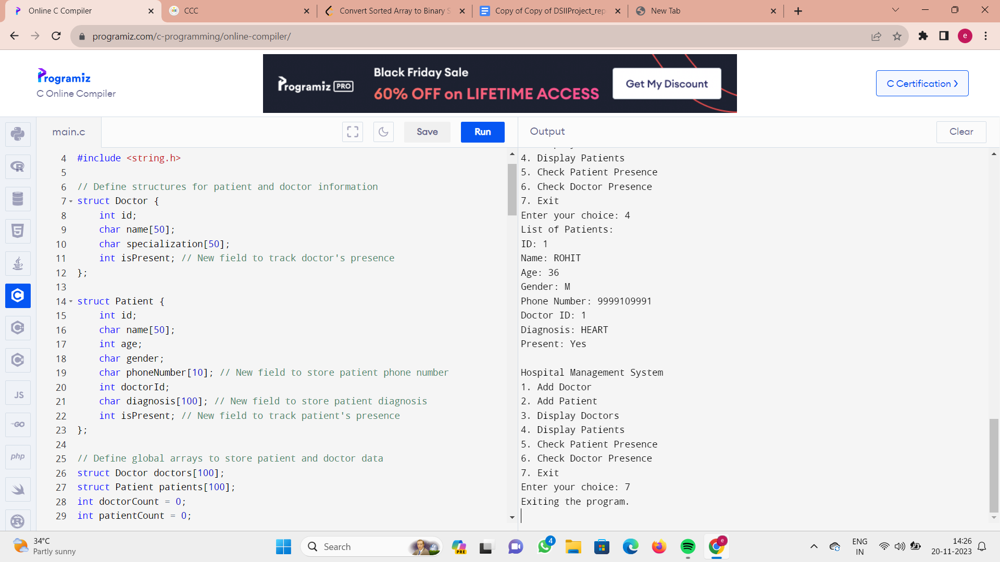 Online C Compiler
CCC
Convert Sorted Array to Binary S
Copy of Copy of DSIIProject_rep
New Tab
programiz.com/c-programming/online-compiler/
e
Programiz
C Online Compiler
Programiz PRO
Black Friday Sale
60% OFF on LIFETIME ACCESS
Get My Discount
C Certification
main.c
Save
Run
Output
Clear
4 #include <string.h>
5
6 // Define structures for patient and doctor information
7 struct Doctor {
8     int id;
9     char name[50];
10     char specialization[50];
11     int isPresent; // New field to track doctor's presence
12 };
13
14 struct Patient {
15     int id;
16     char name[50];
17     int age;
18     char gender;
19     char phoneNumber[10]; // New field to store patient phone number
20     int doctorId;
21     char diagnosis[100]; // New field to store patient diagnosis
22     int isPresent; // New field to track patient's presence
23 };
24
25 // Define global arrays to store patient and doctor data
26 struct Doctor doctors[100];
27 struct Patient patients[100];
28 int doctorCount = 0;
29 int patientCount = 0;
4. Display Patients
5. Check Patient Presence
6. Check Doctor Presence
7. Exit
Enter your choice: 4
List of Patients:
ID: 1
Name: ROHIT
Age: 36
Gender: M
Phone Number: 9999109991
Doctor ID: 1
Diagnosis: HEART
Present: Yes
Hospital Management System
1. Add Doctor
2. Add Patient
3. Display Doctors
4. Display Patients
5. Check Patient Presence
6. Check Doctor Presence
7. Exit
Enter your choice: 7
Exiting the program.
R
5
C
JS
GO
php
34°C
Partly sunny
Search
PRE
4
e
ENG
IN
14:26
20-11-2023